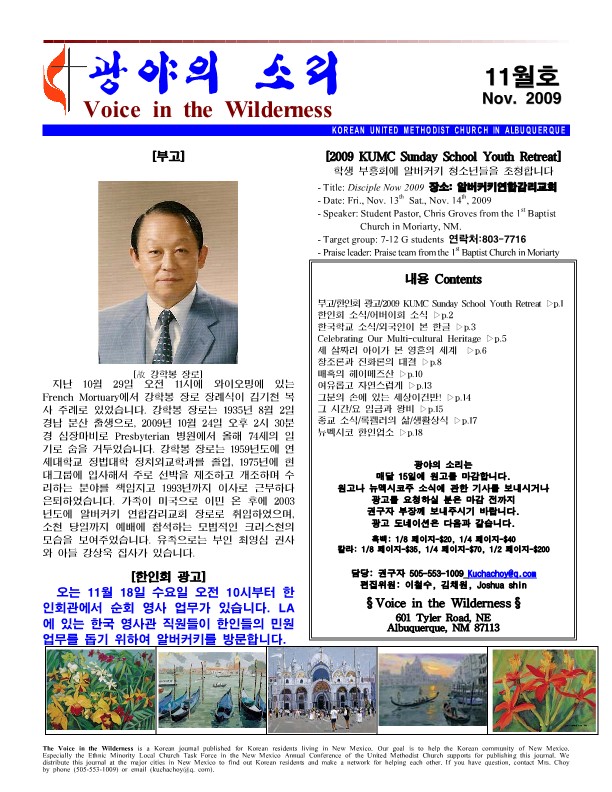 광야의 소리
Voice in the Wilderness
11월호
Nov. 2009
KOREAN UNITED METHODIST CHURCH IN ALBUQUERQUE
[부고]
[故 강학봉 장로]
지난 10월 29일 오전 11시에 와이오밍에 있는
French Mortuary에서 강학봉 장로 장례식이 김기천 목
사 주례로 있었습니다. 강학봉 장로는 1935년 8월 2일
경남 문산 출생으로, 2009년 10월 24일 오후 2시 30분
경 심장마비로 Presbyterian 병원에서 올해 74세의 일
기로 숨을 거두었습니다. 강학봉 장로는 1959년도에 연
세대학교 정법대학 정치외교학과를 졸업, 1975년에 현
대그룹에 입사해서 주로 선박을 제조하고 개조하며 수
리하는 분야를 책임지고 1993년까지 이사로 근무하다
은퇴하였습니다. 가족이 미국으로 이민 온 후에 2003
년도에 알버커키 연합감리교회 장로로 취임하였으며,
소천 당일까지 예배에 참석하는 모범적인 크리스천의
모습을 보여주었습니다. 유족으로는 부인 최영심 권사
와 아들 강상욱 집사가 있습니다.
[한인회 광고]
오는 11월 18일 수요일 오전 10시부터 한
인회관에서 순회 영사 업무가 있습니다. LA
에 있는 한국 영사관 직원들이 한인들의 민원
업무를 돕기 위하여 알버커키를 방문합니다.
[2009 KUMC Sunday School Youth Retreat]
학생 부흥회에 알버커키 청소년들을 초청합니다
- Title: Disciple Now 2009 장소: 알버커키연합감리교회
- Date: Fri., Nov. 13th Sat., Nov. 14th, 2009
- Speaker: Student Pastor, Chris Groves from the 1st Baptist
Church in Moriarty, NM.
- Target group: 7-12 G students 연락처:803-7716
- Praise leader: Praise team from the 1st Baptist Church in Moriarty
내용 Contents
부고/한인회 광고/2009 KUMC Sunday School Youth Retreat ▷p.1
한인회 소식/어버이회 소식 ▷p.2
한국학교 소식/외국인이 본 한글 ▷p.3
Celebrating Our Multi-cultural Heritage ▷p.5
세 살짜리 아이가 본 영혼의 세계 ▷p.6
창조론과 진화론의 대결 ▷p.8
매혹의 헤이메즈산 ▷p.10
여유롭고 자연스럽게 ▷p.13
그분의 손에 있는 세상이건만! ▷p.14
그 시간/요 임금과 왕비 ▷p.15
종교 소식/록펠러의 삶/생활상식 ▷p.17
뉴멕시코 한인업소 ▷p.18
광야의 소리는
매달 15일에 원고를 마감합니다.
원고나 뉴멕시코주 소식에 관한 기사를 보내시거나
광고를 요청하실 분은 마감 전까지
권구자 부장께 보내주시기 바랍니다.
광고 도네이션은 다음과 같습니다.
흑백: 1/8 페이지-$20, 1/4 페이지-$40
칼라: 1/8 페이지-$35, 1/4 페이지-$70, 1/2 페이지-$200
담당: 권구자 505-553-1009 Kuchachoy@q.com
편집위원: 이철수, 김채원, Joshua shin
§ Voice in the Wilderness §
601 Tyler Road, NE
Albuquerque, NM 87113
The Voice in the Wilderness is a Korean journal published for Korean residents living in New Mexico. Our goal is to help the Korean community of New Mexico.
Especially the Ethnic Minority Local Church Task Force in the New Mexico Annual Conference of the United Methodist Church supports for publishing this journal. We
distribute this journal at the major cities in New Mexico to find out Korean residents and make a network for helping each other. If you have question, contact Mrs. Choy
by phone (505-553-1009) or email (kuchachoy@q. com).